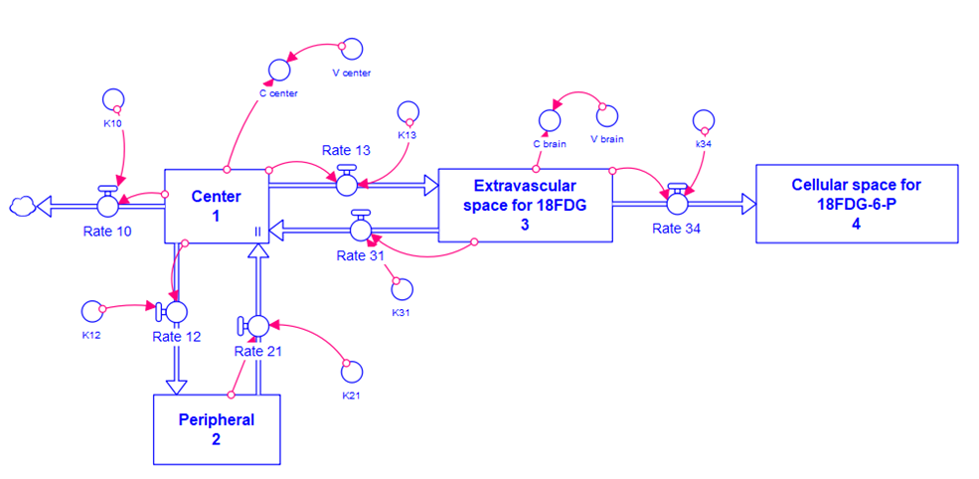 V center
C center
K10
K13
C brain
V brain
k34
Rate 13
Center
1
Extravascular
space for 18FDG
3
Cellular space for
18FDG-6-P
4
Rate 10
II
Rate 31
Rate 34
K12
Rate 12
K31
Rate 21
K21
Peripheral
2